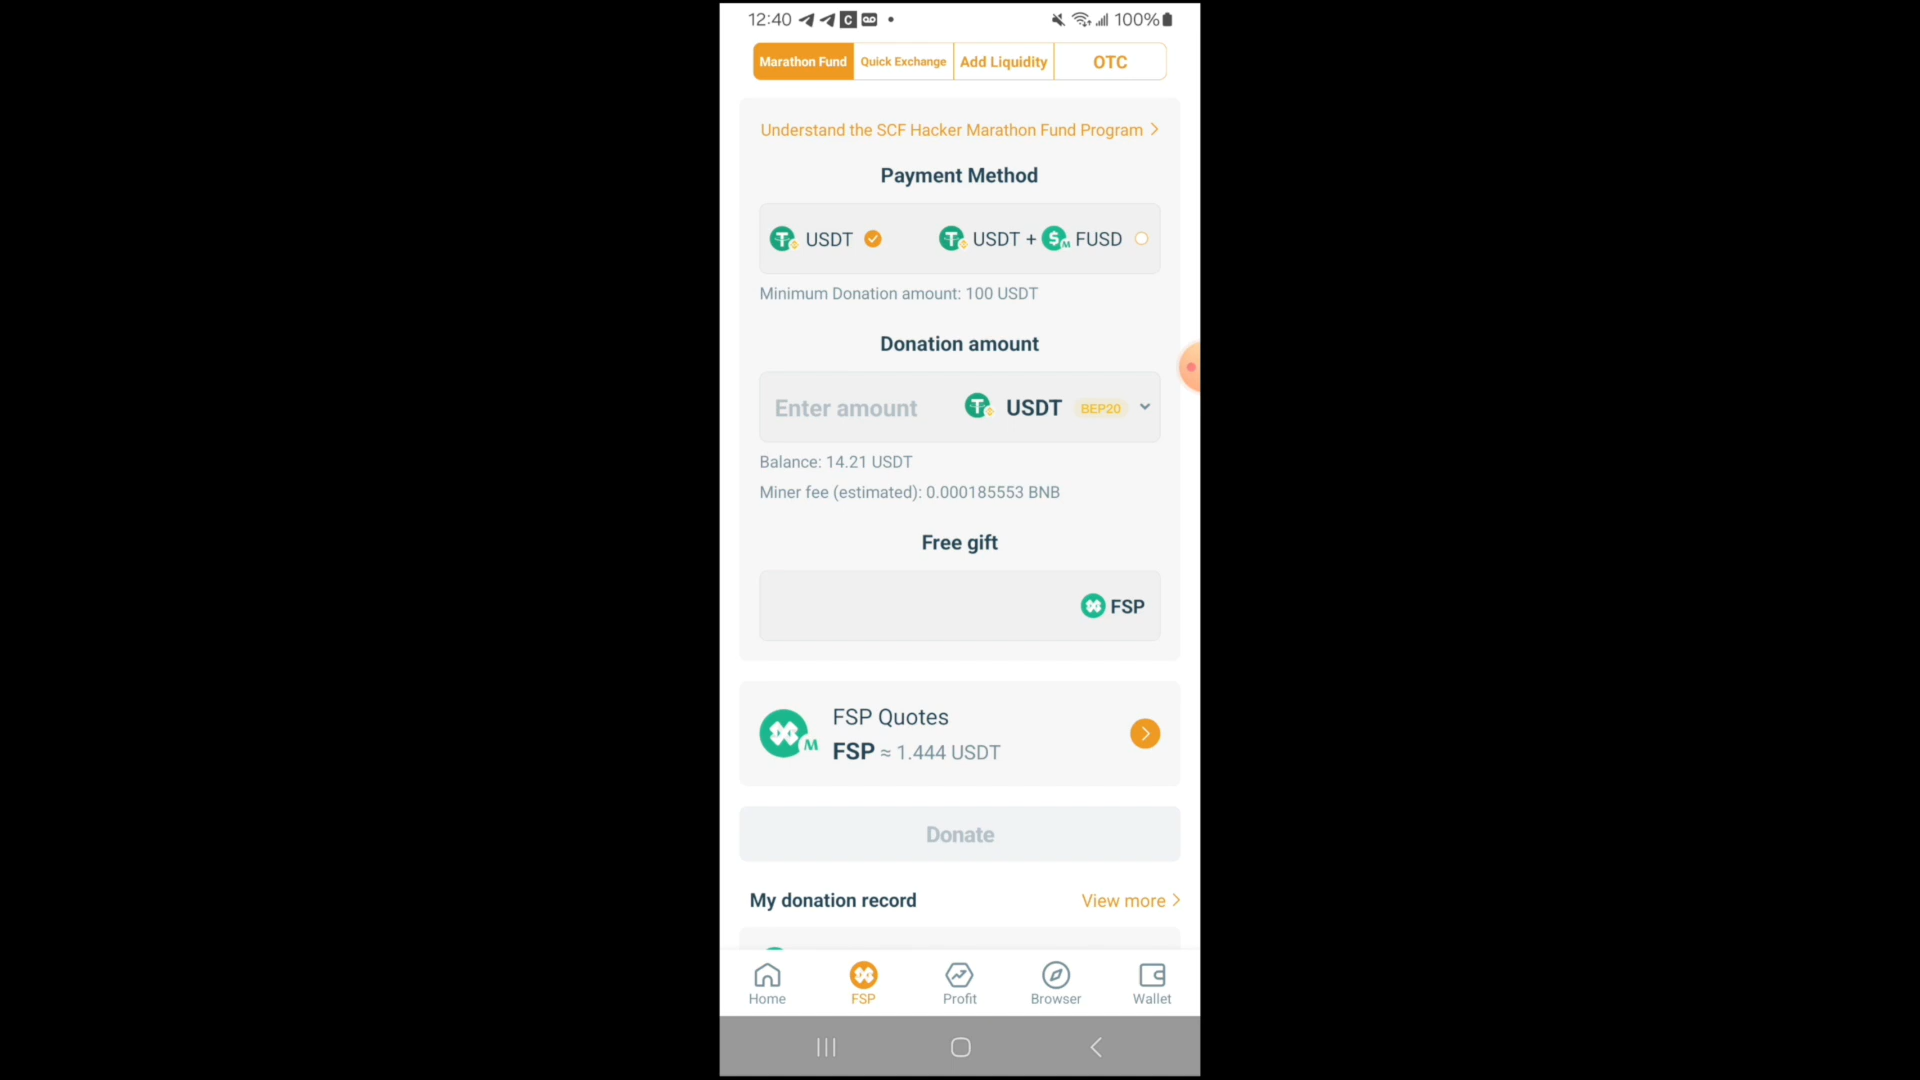 12:40 C 100%
Marathon Fund Quick Exchange Add Liquidity OTC
Understand the SCF Hacker Marathon Fund Program >
Payment Method
USDT USDT + FUSD
Minimum Donation amount: 100 USDT
Donation amount
Enter amount USDT BEP20
Balance: 14.21 USDT
Miner fee (estimated): 0.000185553 BNB
Free gift
FSP
FSP Quotes
FSP ≈ 1.444 USDT
Donate
My donation record View more >
Home FSP Profit Browser Wallet